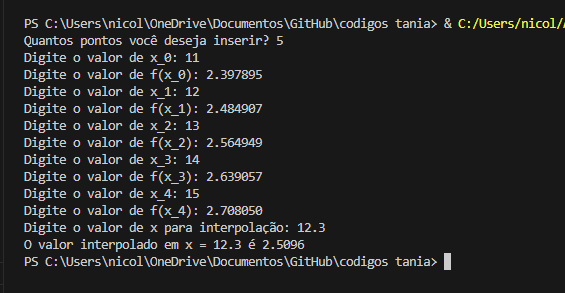 PS C:\Users\nicol\OneDrive\Documentos\GitHub\codigos tania> & C:/Users/nicol/
Quantos pontos você deseja inserir? 5
Digite o valor de x_0: 11
Digite o valor de f(x_0): 2.397895
Digite o valor de x_1: 12
Digite o valor de f(x_1): 2.484907
Digite o valor de x_2: 13
Digite o valor de f(x_2): 2.564949
Digite o valor de x_3: 14
Digite o valor de f(x_3): 2.639057
Digite o valor de x_4: 15
Digite o valor de f(x_4): 2.708050
Digite o valor de x para interpolação: 12.3
O valor interpolado em x = 12.3 é 2.5096
PS C:\Users\nicol\OneDrive\Documentos\GitHub\codigos tania>